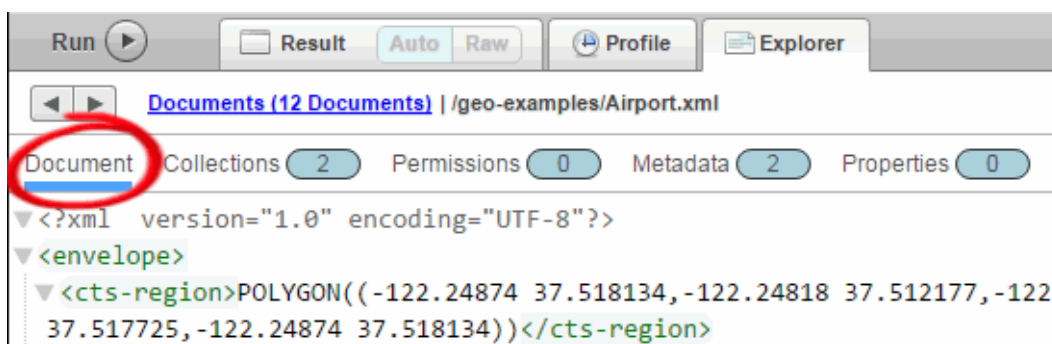 Run Result Auto Raw Profile Explorer
Documents (12 Documents) | /geo-examples/Airport.xml
Document Collections 2 Permissions 0 Metadata 2 Properties 0
<?xml version="1.0" encoding="UTF-8"?>
<envelope>
<cts-region>POLYGON((-122.24874 37.518134,-122.24818 37.512177,-122
37.517725,-122.24874 37.518134))</cts-region>